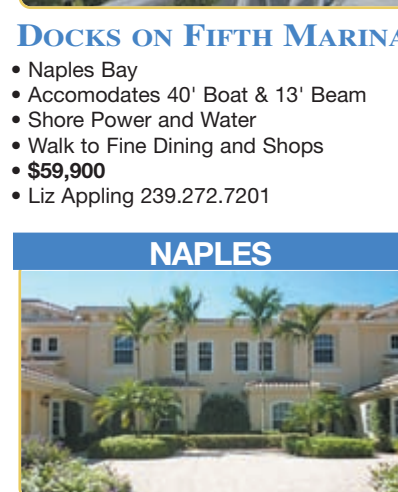 DOCKS ON FIFTH MARINA
• Naples Bay
• Accomodates 40' Boat & 13' Beam
• Shore Power and Water
• Walk to Fine Dining and Shops
• $59,900
• Liz Appling 239.272.7201
NAPLES